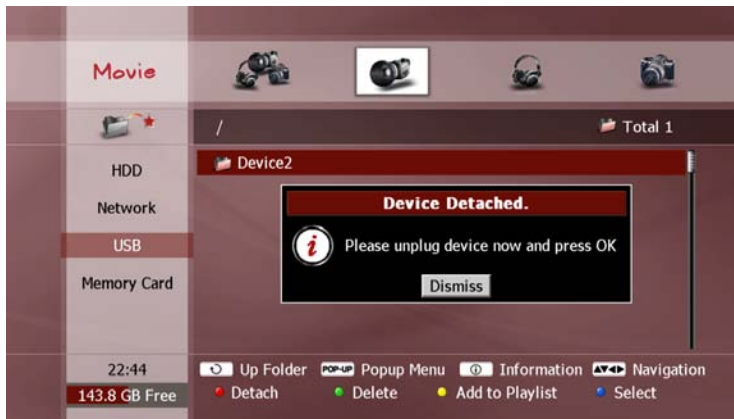 Movie
/
Total 1
HDD
Network
USB
Memory Card
Device2
Device Detached.
i
Please unplug device now and press OK
Dismiss
22:44
143.8 GB Free
Up Folder
POP-UP Popup Menu
i Information
Navigation
Detach
Delete
Add to Playlist
Select